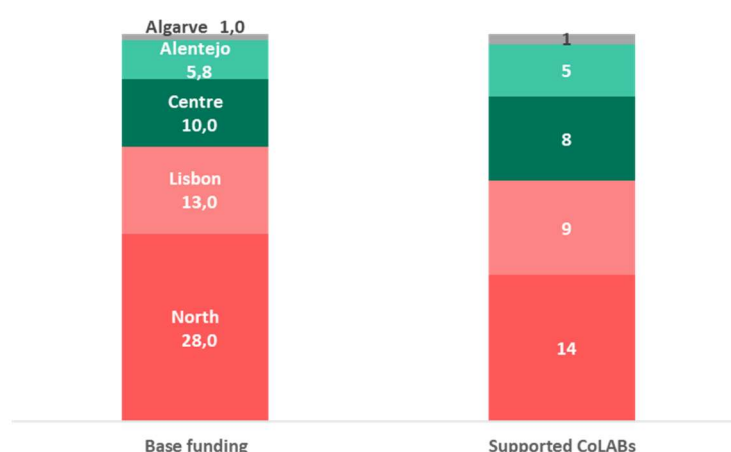 Algarve 1,0
Alentejo
5,8
Centre
10,0
Lisbon
13,0
North
28,0
1
5
8
9
14
Base funding
Supported CoLABs